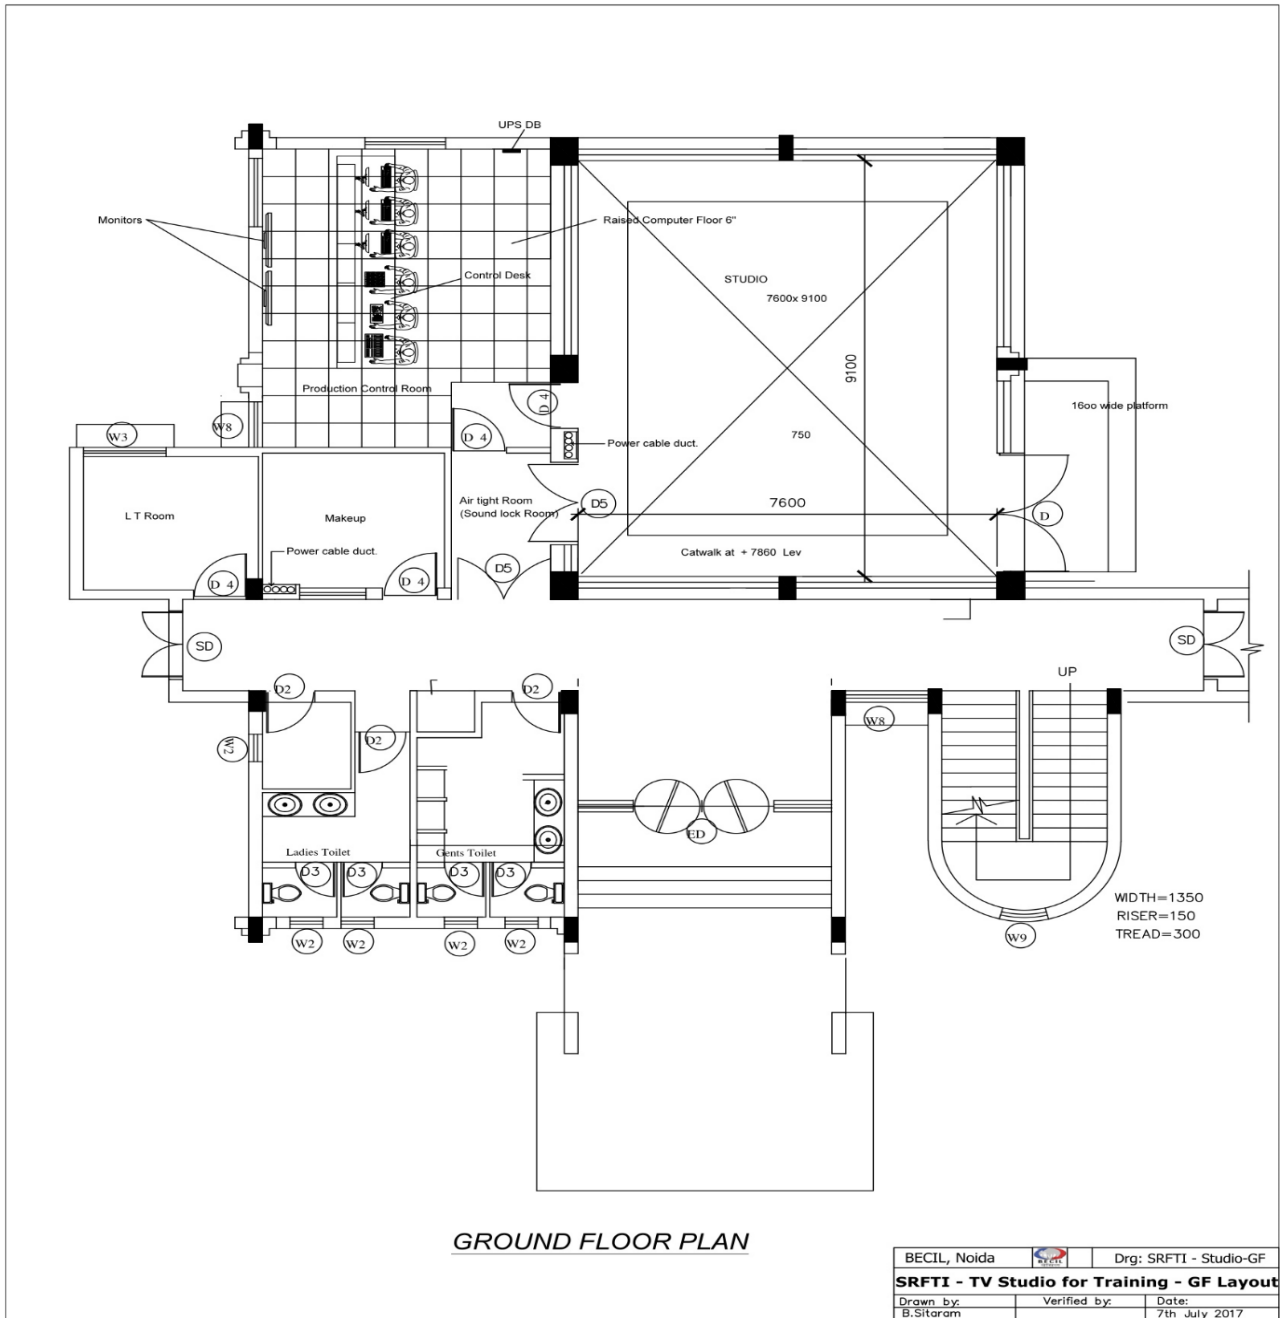 UPS DB
Monitors
Raised Computer Floor 6"
Control Desk
STUDIO
7600x 9100
9100
Production Control Room
D 4
16oo wide platform
W8
W3
D 4
750
Power cable duct.
L T Room
Makeup
Air tight Room
(Sound lock Room)
D5
7600
D
Power cable duct.
Catwalk at + 7860 Lev
D5
D 4
D 4
SD
SD
UP
D2
D2
W8
D2
W2
ED
Ladies Toilet
Gents Toilet
D3
D3
D3
D3
WIDTH=1350
RISER=150
TREAD=300
W2
W2
W2
W2
W9
GROUND FLOOR PLAN
BECIL, Noida
BECIL
Drg: SRFTI - Studio-GF
SRFTI - TV Studio for Training - GF Layout
Drawn by:
B.Sitaram
Verified by:
Date:
7th July 2017